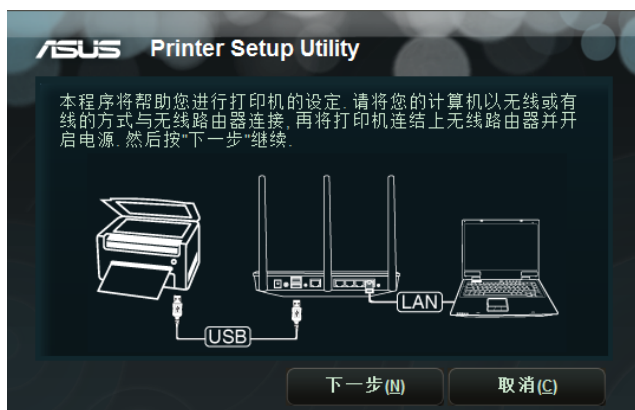 ASUS Printer Setup Utility
本程序将帮助您进行打印机的设定. 请将您的计算机以无线或有
线的方式与无线路由器连接, 再将打印机连结上无线路由器并开
启电源. 然后按"下一步"继续.
LAN
USB
下一步(N) 取消(C)